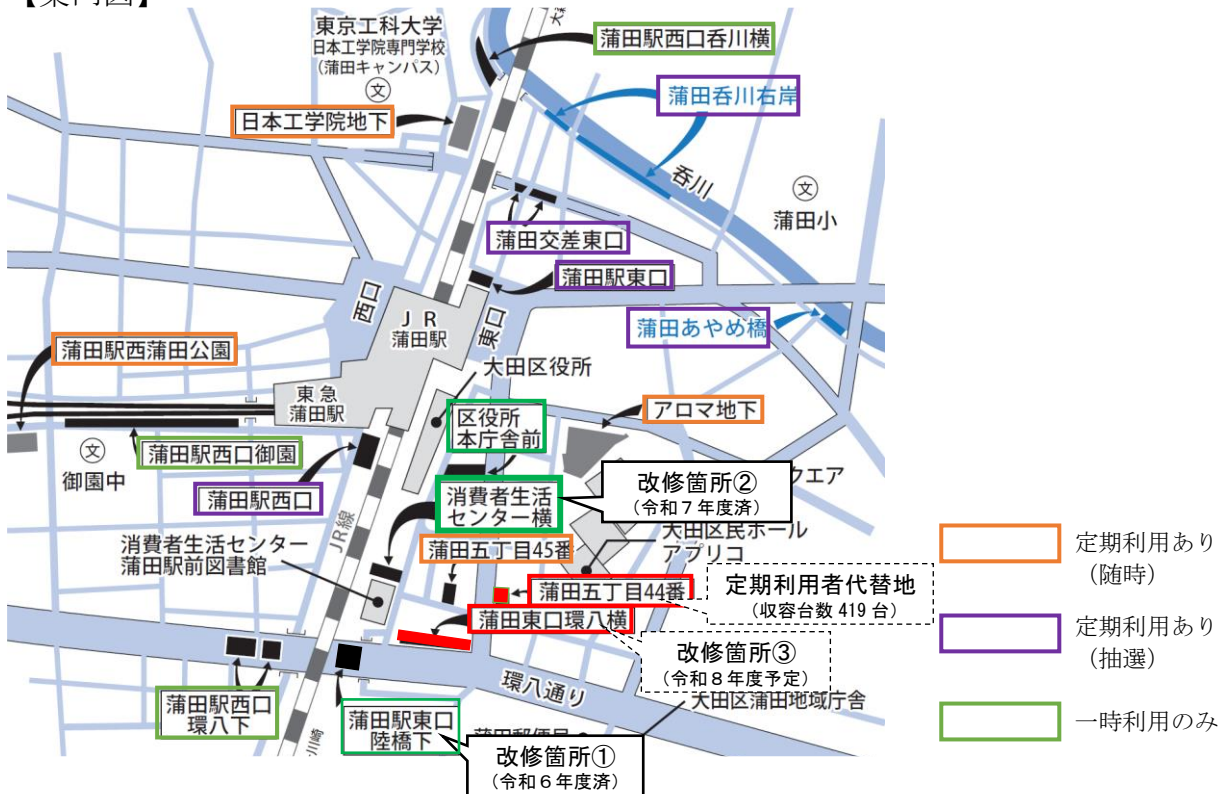 【案内図】
東京工科大学
日本工学院専門学校
(蒲田キャンパス)
文
日本工学院地下
蒲田駅西口呑川横
蒲田呑川右岸
呑川
文
蒲田小
蒲田交差東口
蒲田駅東口
蒲田あやめ橋
西口
JR
蒲田駅
東口
大田区役所
蒲田駅西蒲田公園
東急
蒲田駅
アロマ地下
区役所
本庁舎前
文
御園中
蒲田駅西口御園
蒲田駅西口
JR線
消費者生活
センター横
改修箇所②
(令和7年度済)
クエア
大田区民ホール
アプリコ
消費者生活センター
蒲田駅前図書館
蒲田五丁目45番
蒲田五丁目44番
定期利用者代替地
(収容台数 419 台)
蒲田東口環八横
改修箇所③
(令和8年度予定)
環八通り
大田区蒲田地域庁舎
蒲田駅西口
環八下
蒲田駅東口
陸橋下
改修箇所①
(令和6年度済)
定期利用あり
(随時)
定期利用あり
(抽選)
一時利用のみ